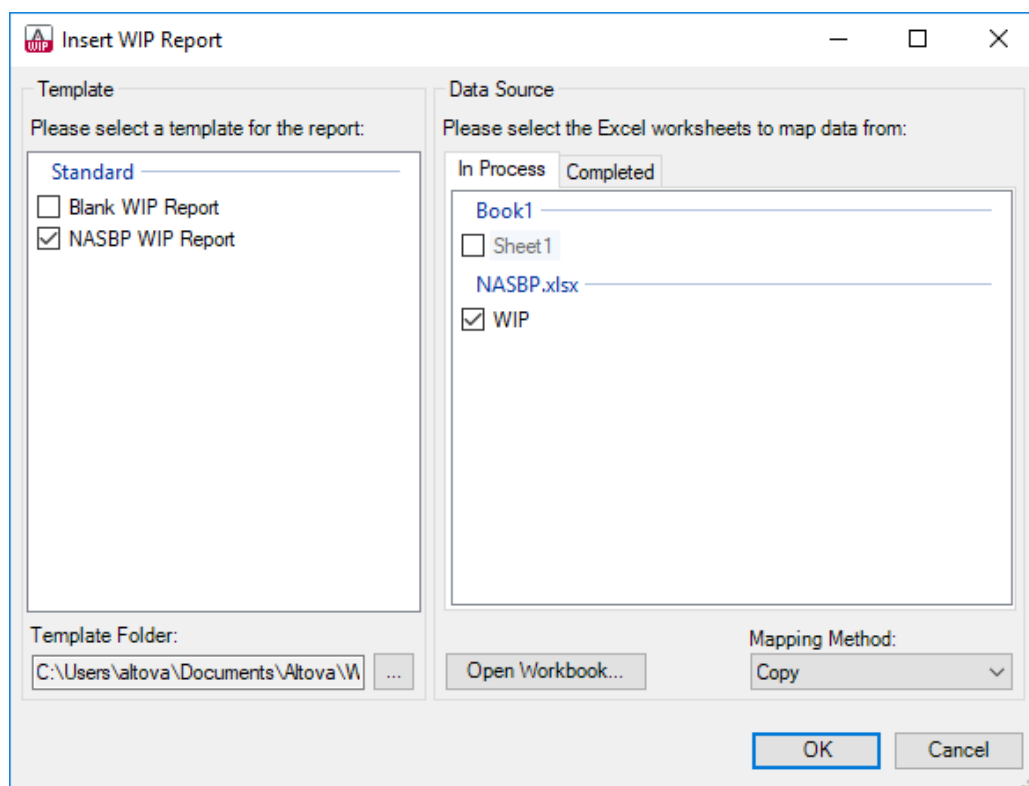 WIP
Insert WIP Report
Template
Please select a template for the report:
Standard
Blank WIP Report
NASBP WIP Report
Template Folder:
C:\Users\altova\Documents\Altova\W
...
Data Source
Please select the Excel worksheets to map data from:
In Process
Completed
Book1
Sheet1
NASBP.xlsx
WIP
Open Workbook...
Mapping Method:
Copy
OK
Cancel